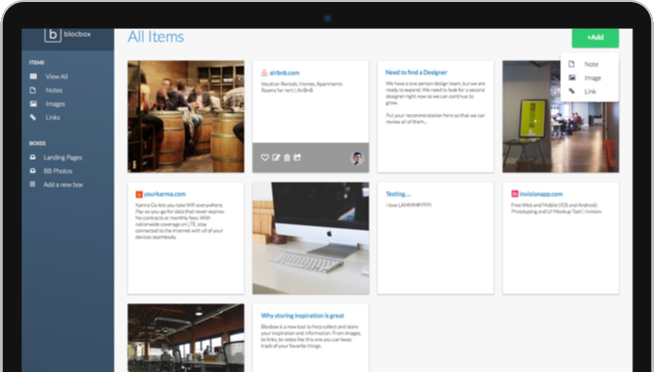 b blocbox
All Items
+Add
Note
Image
Link
ITEMS
View All
Notes
Images
Links
BOXES
Landing Pages
BB Photos
Add a new box
airbnb.com
Vacation Rentals, Homes, Apartments
Rooms for rent | AirBnB
Need to find a Designer
We have a one person design team, but we are
ready to expand. We need to look for a second
designer right now so we can continue to
grow.
Put your recommendation here so that we can
review all of them...
yourkarma.com
Karma Go lets you take Wifi everywhere.
Pay-as-you-go for data that never expires.
No contracts or monthly fees. With
nationwide coverage on LTE, stay
connected to the internet with all of your
devices seamlessly.
Testing...
I love
invisionapp.com
Free Web and Mobile (iOS and Android)
Prototyping and UI Mockup Tool | Invision
Why storing inspiration is great
Blocbox is a new tool to help collect and store
your inspiration and information. From images,
to links, to notes like this one you can keep
track of your favorite things.